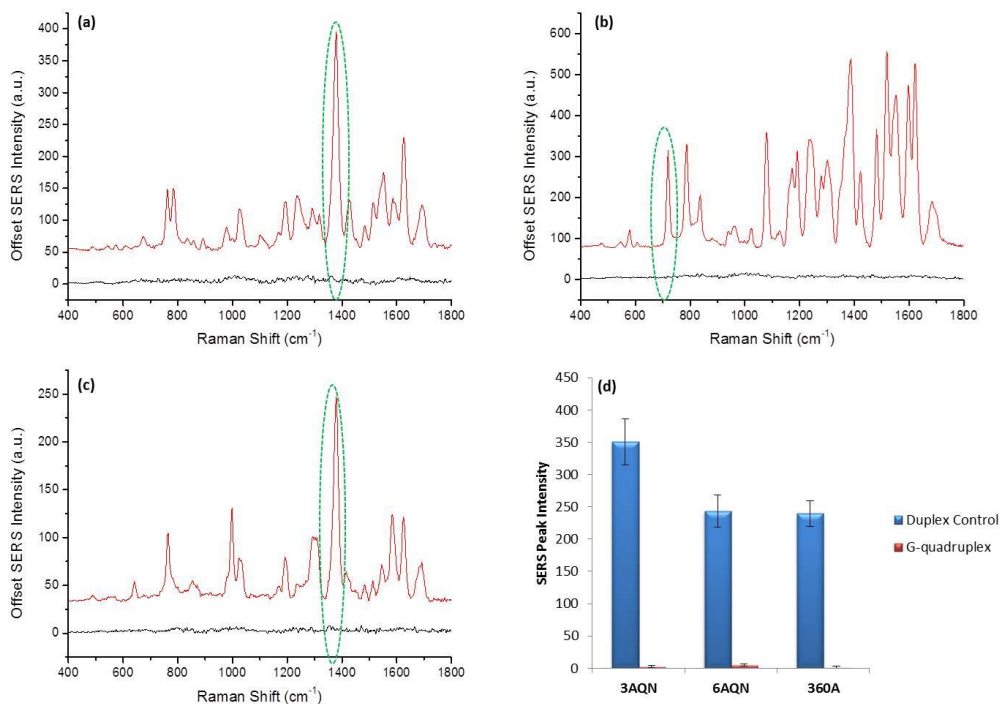 (a)
Offset SERS Intensity (a.u.)
400
350
300
250
200
150
100
50
0
400 600 800 1000 1200 1400 1600 1800
Raman Shift (cm⁻¹)
(b)
Offset SERS Intensity (a.u.)
600
500
400
300
200
100
0
400 600 800 1000 1200 1400 1600 1800
Raman Shift (cm⁻¹)
(c)
Offset SERS Intensity (a.u.)
250
200
150
100
50
0
400 600 800 1000 1200 1400 1600 1800
Raman Shift (cm⁻¹)
(d)
SERS Peak Intensity
450
400
350
300
250
200
150
100
50
0
3AQN 6AQN 360A
Duplex Control
G-quadruplex